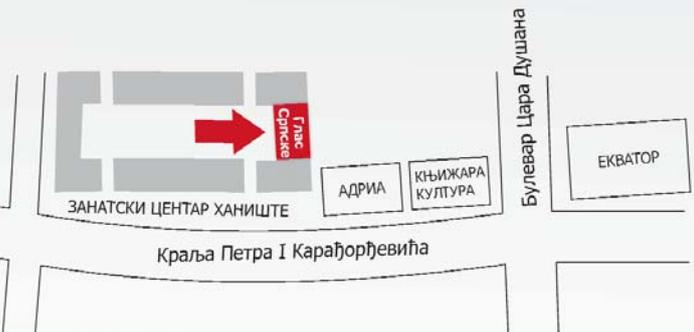 Глас
Српске
ЗАНАТСКИ ЦЕНТАР ХАНИШТЕ
АДРИА
КЊИЖАРА
КУЛТУРА
Булевар Цара Душана
ЕКВАТОР
Краља Петра I Карађорђевића